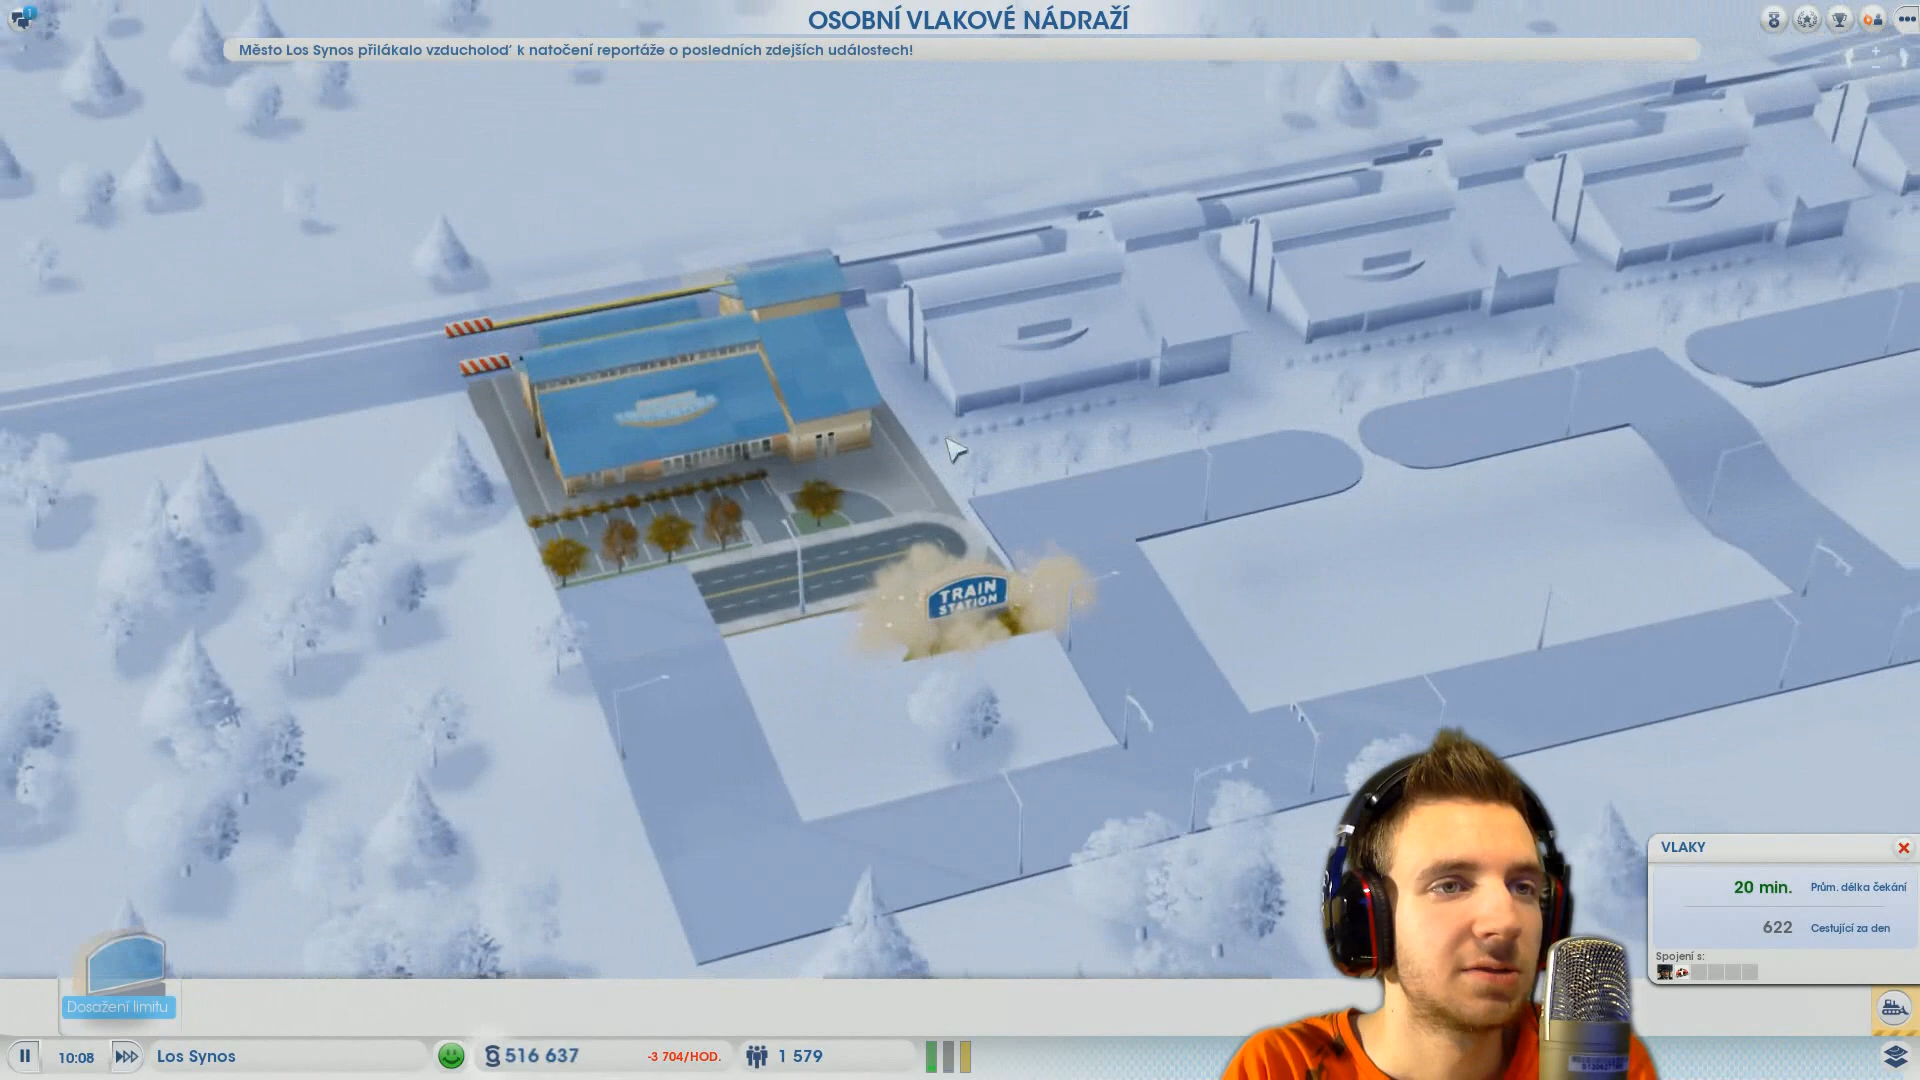 1
OSOBNÍ VLAKOVÉ NÁDRAŽÍ
Město Los Synos přilákalo vzducholoď k natočení reportáže o posledních zdejších událostech!
TRAIN
STATION
VLAKY
20 min. Prům. délka čekání
622 Cestující za den
Spojení s:
Dosažení limitu
10:08 Los Synos 516 637 -3 704/HOD. 1 579